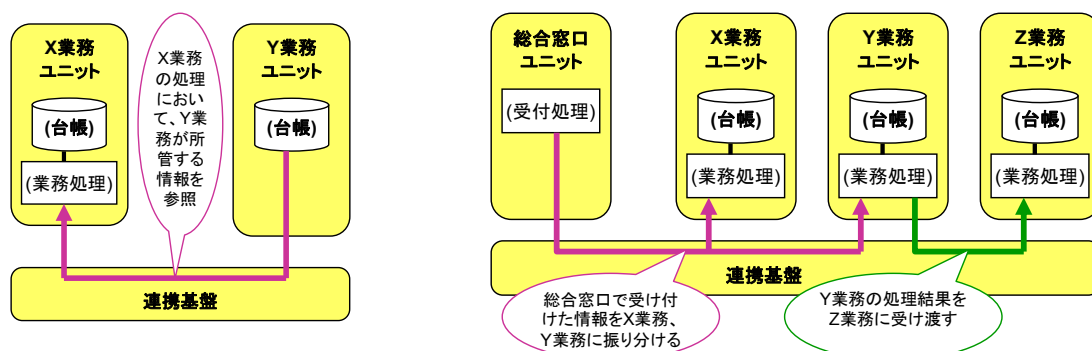 X業務
ユニット
(台帳)
(業務処理)
X業務
の処理
におい
て、Y業
務が所
管する
情報を
参照
Y業務
ユニット
(台帳)
連携基盤
総合窓口
ユニット
(受付処理)
X業務
ユニット
(台帳)
(業務処理)
Y業務
ユニット
(台帳)
(業務処理)
Z業務
ユニット
(台帳)
(業務処理)
連携基盤
総合窓口で受け付
けた情報をX業務、
Y業務に振り分ける
Y業務の処理結果を
Z業務に受け渡す